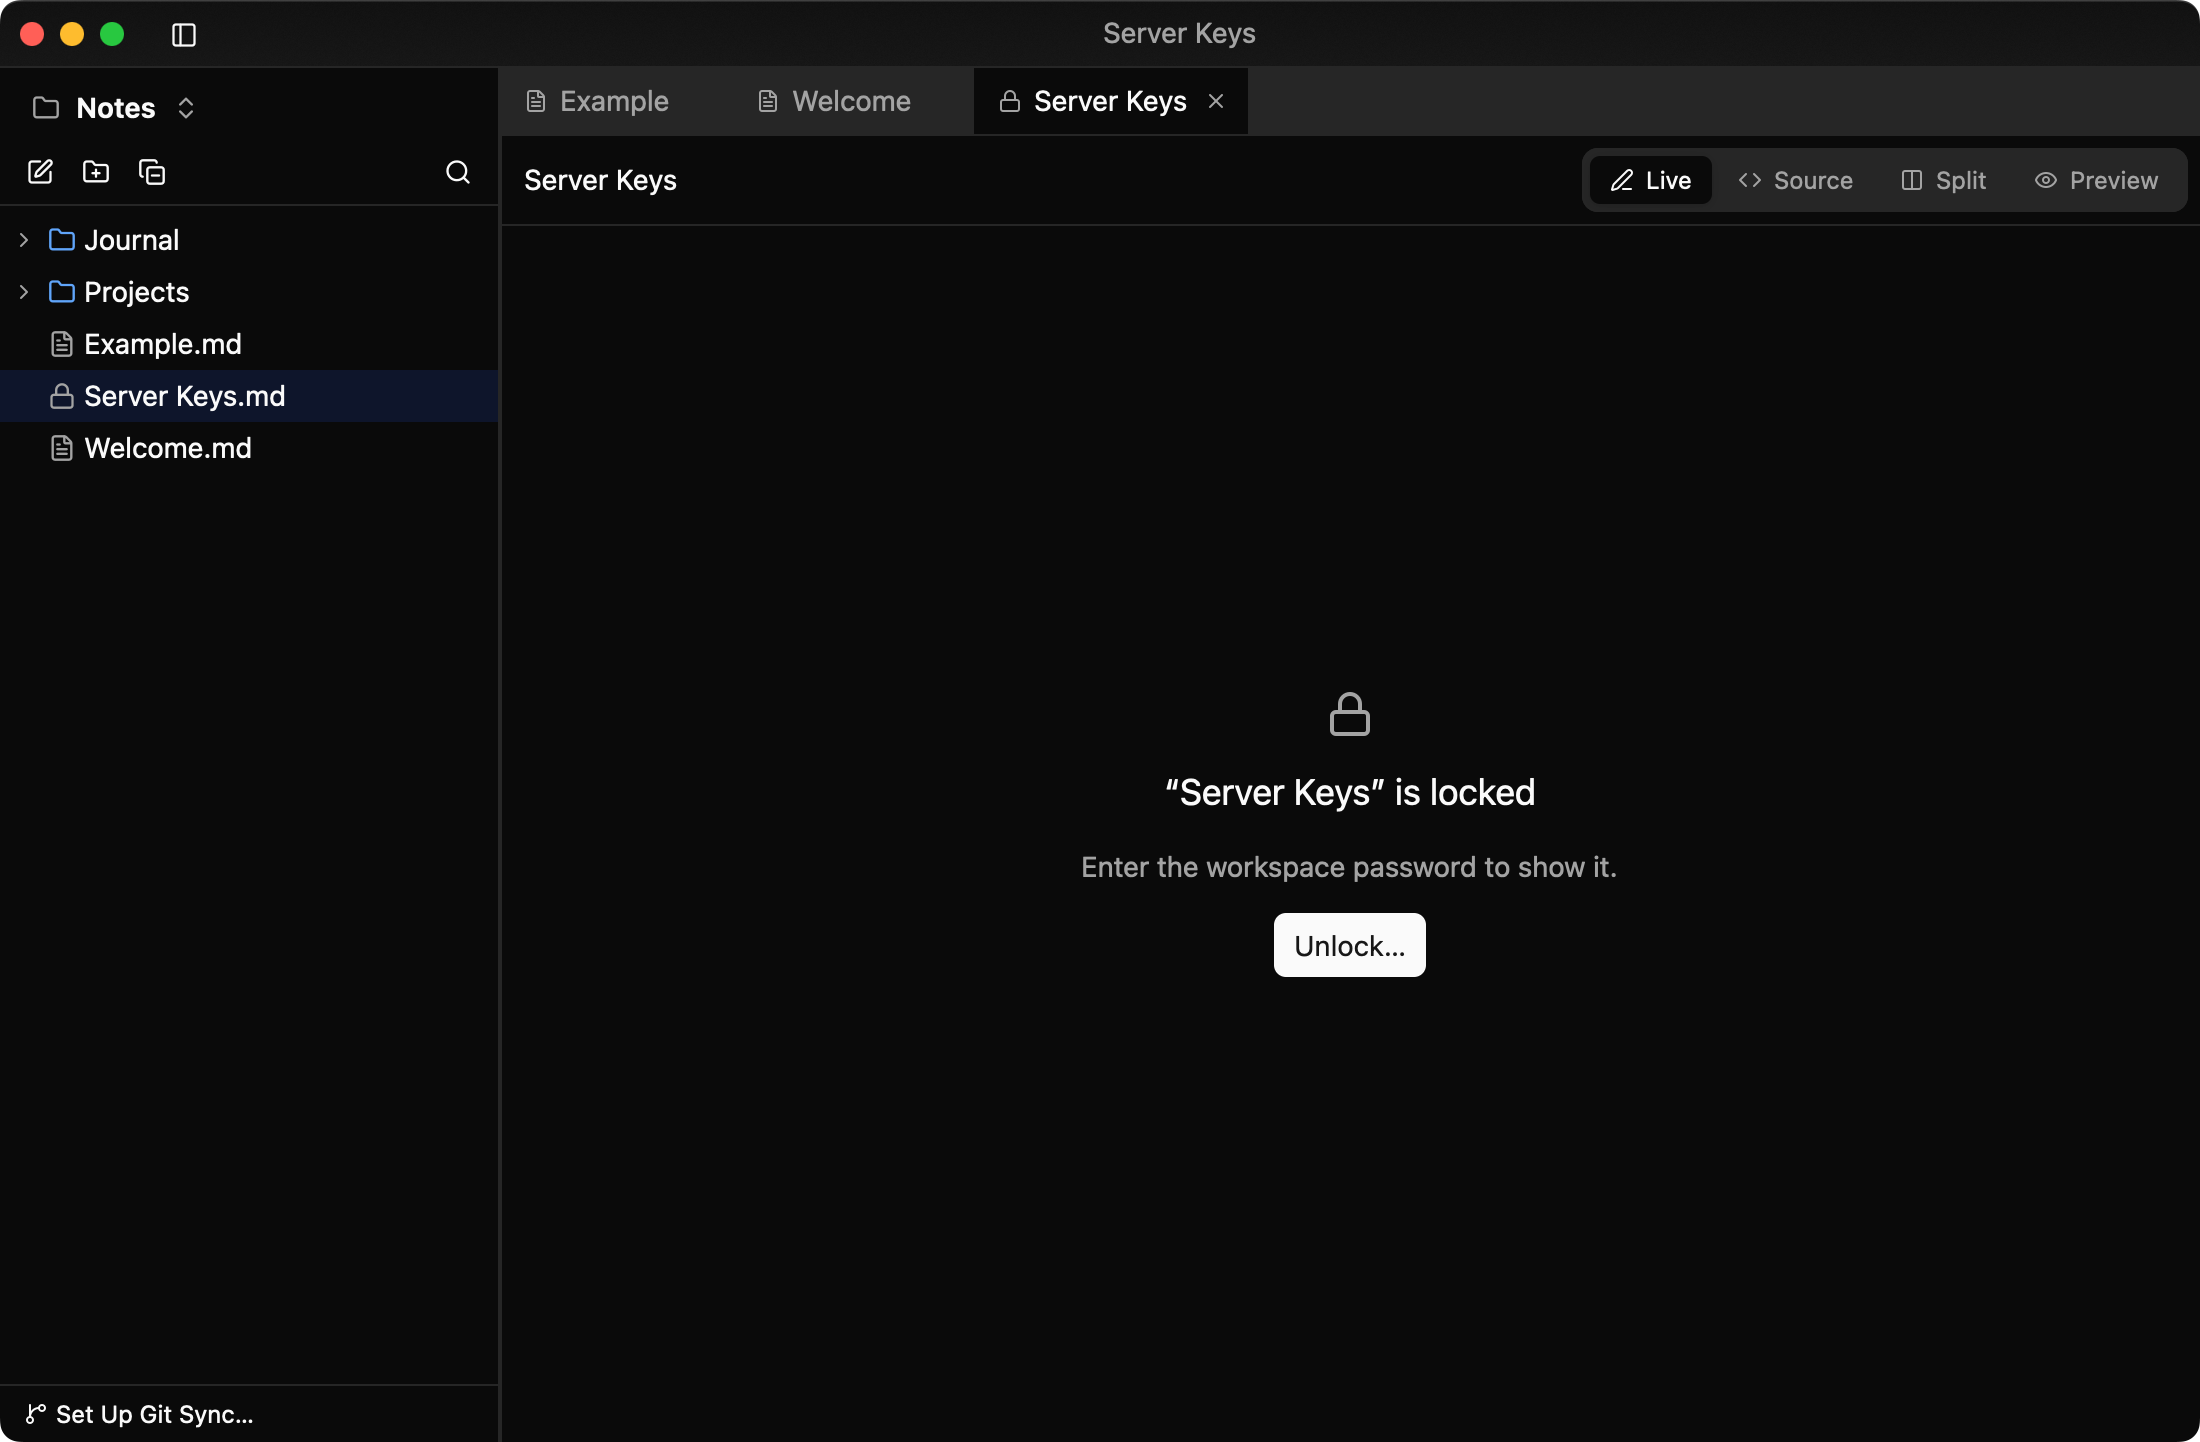 Server Keys
Notes
Example
Welcome
Server Keys
Server Keys
Live
Source
Split
Preview
Journal
Projects
Example.md
Server Keys.md
Welcome.md
“Server Keys” is locked
Enter the workspace password to show it.
Unlock...
Set Up Git Sync...